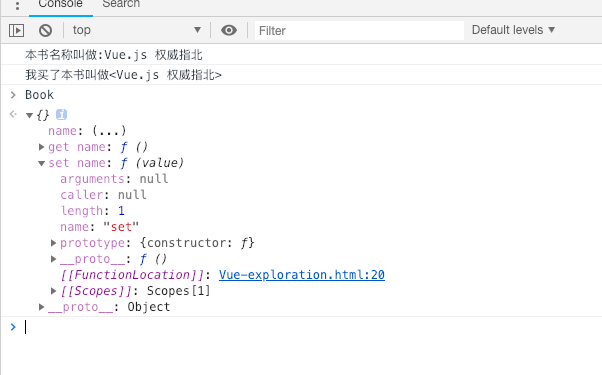 Console Search
top Filter Default levels
本书名称叫做:Vue.js 权威指北
我买了本书叫做<Vue.js 权威指北>
> Book
{} i
name: (...)
get name: ƒ ()
set name: ƒ (value)
arguments: null
caller: null
length: 1
name: "set"
prototype: {constructor: ƒ}
__proto__: ƒ ()
[[FunctionLocation]]: Vue-exploration.html:20
[[Scopes]]: Scopes[1]
__proto__: Object
>